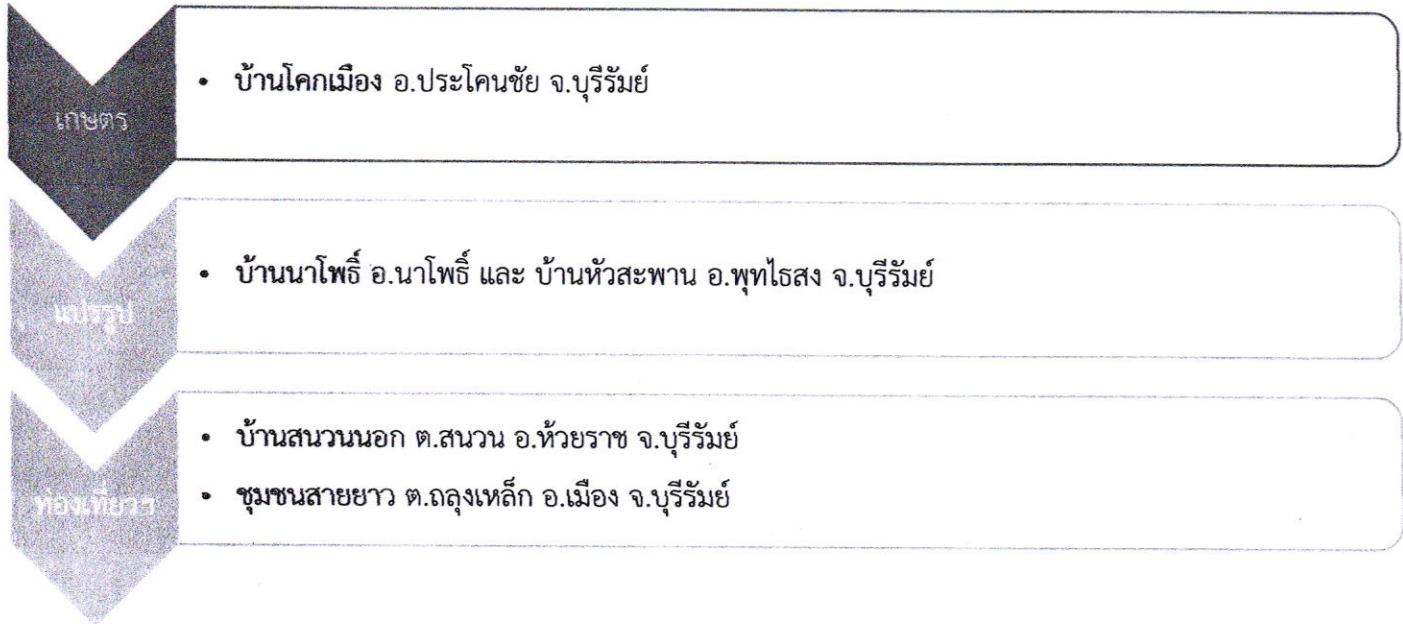 เกษตร
• บ้านโคกเมือง อ.ประโคนชัย จ.บุรีรัมย์
แปรรูป
• บ้านนาโพธิ์ อ.นาโพธิ์ และ บ้านหัวสะพาน อ.พุทไธสง จ.บุรีรัมย์
ท่องเที่ยวฯ
• บ้านสนวนนอก ต.สนวน อ.ห้วยราช จ.บุรีรัมย์
• ชุมชนสายยาว ต.ถลุงเหล็ก อ.เมือง จ.บุรีรัมย์